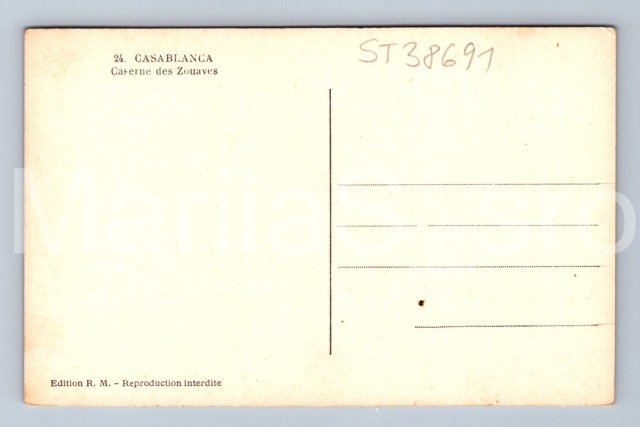 24. CASABLANCA
Caserne des Zouaves
ST38691
Edition R. M. – Reproduction interdite